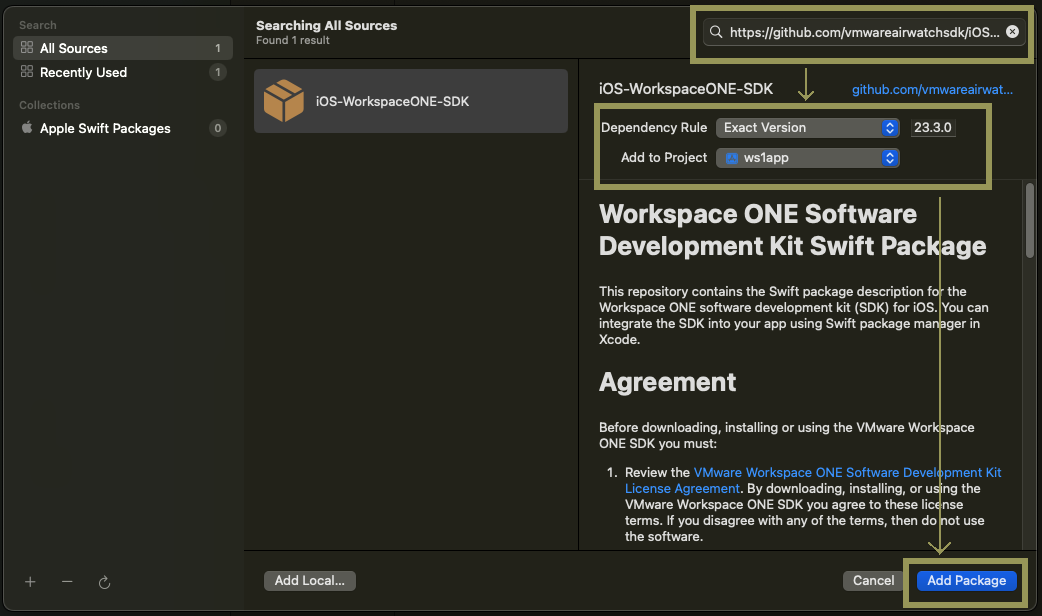 Search
All Sources 1
Recently Used 1
Collections
Apple Swift Packages 0
Searching All Sources
Found 1 result
https://github.com/vmwareairwatchsdk/iOS...
iOS-WorkspaceONE-SDK
iOS-WorkspaceONE-SDK github.com/vmwareairwat...
Dependency Rule Exact Version 23.3.0
Add to Project ws1app
Workspace ONE Software
Development Kit Swift Package
This repository contains the Swift package description for the
Workspace ONE software development kit (SDK) for iOS. You can
integrate the SDK into your app using Swift package manager in
Xcode.
Agreement
Before downloading, installing or using the VMware Workspace
ONE SDK you must:
1. Review the VMware Workspace ONE Software Development Kit
License Agreement. By downloading, installing, or using the
VMware Workspace ONE SDK you agree to these license
terms. If you disagree with any of the terms, then do not use
the software.
Add Local...
Cancel
Add Package